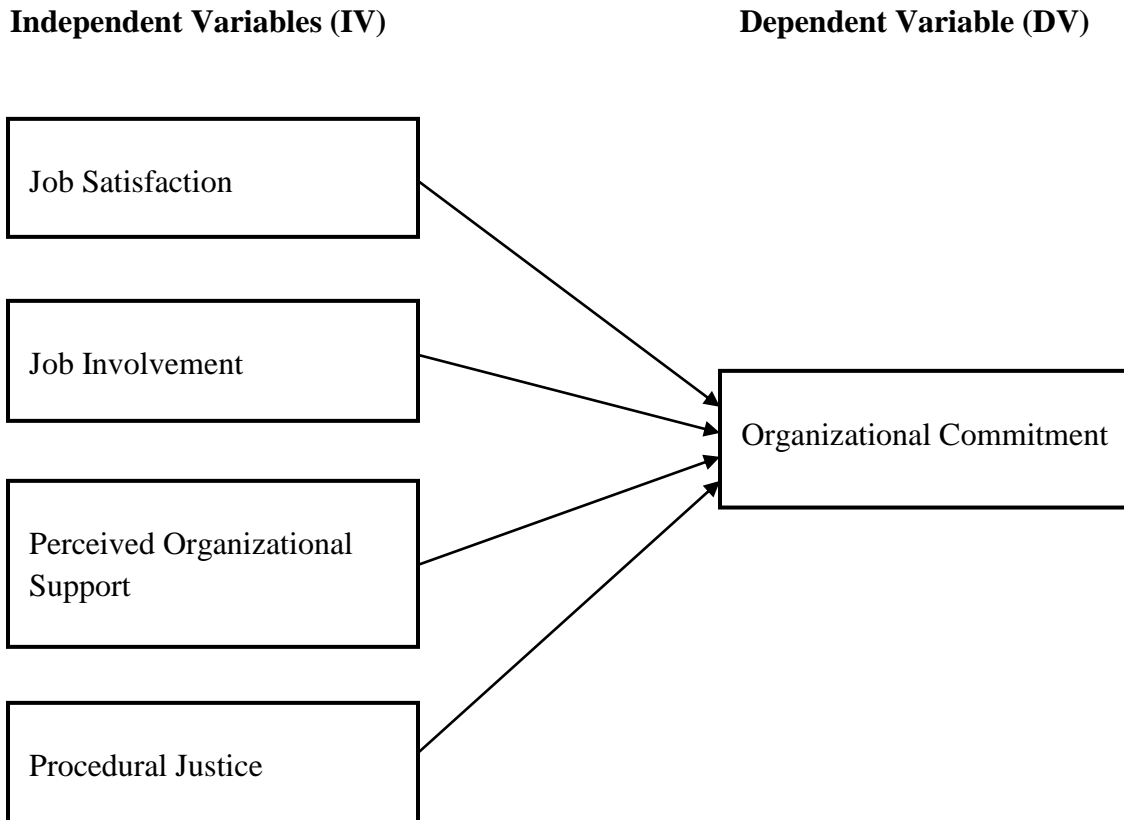 Independent Variables (IV)
Dependent Variable (DV)
Job Satisfaction
Job Involvement
Organizational Commitment
Perceived Organizational
Support
Procedural Justice